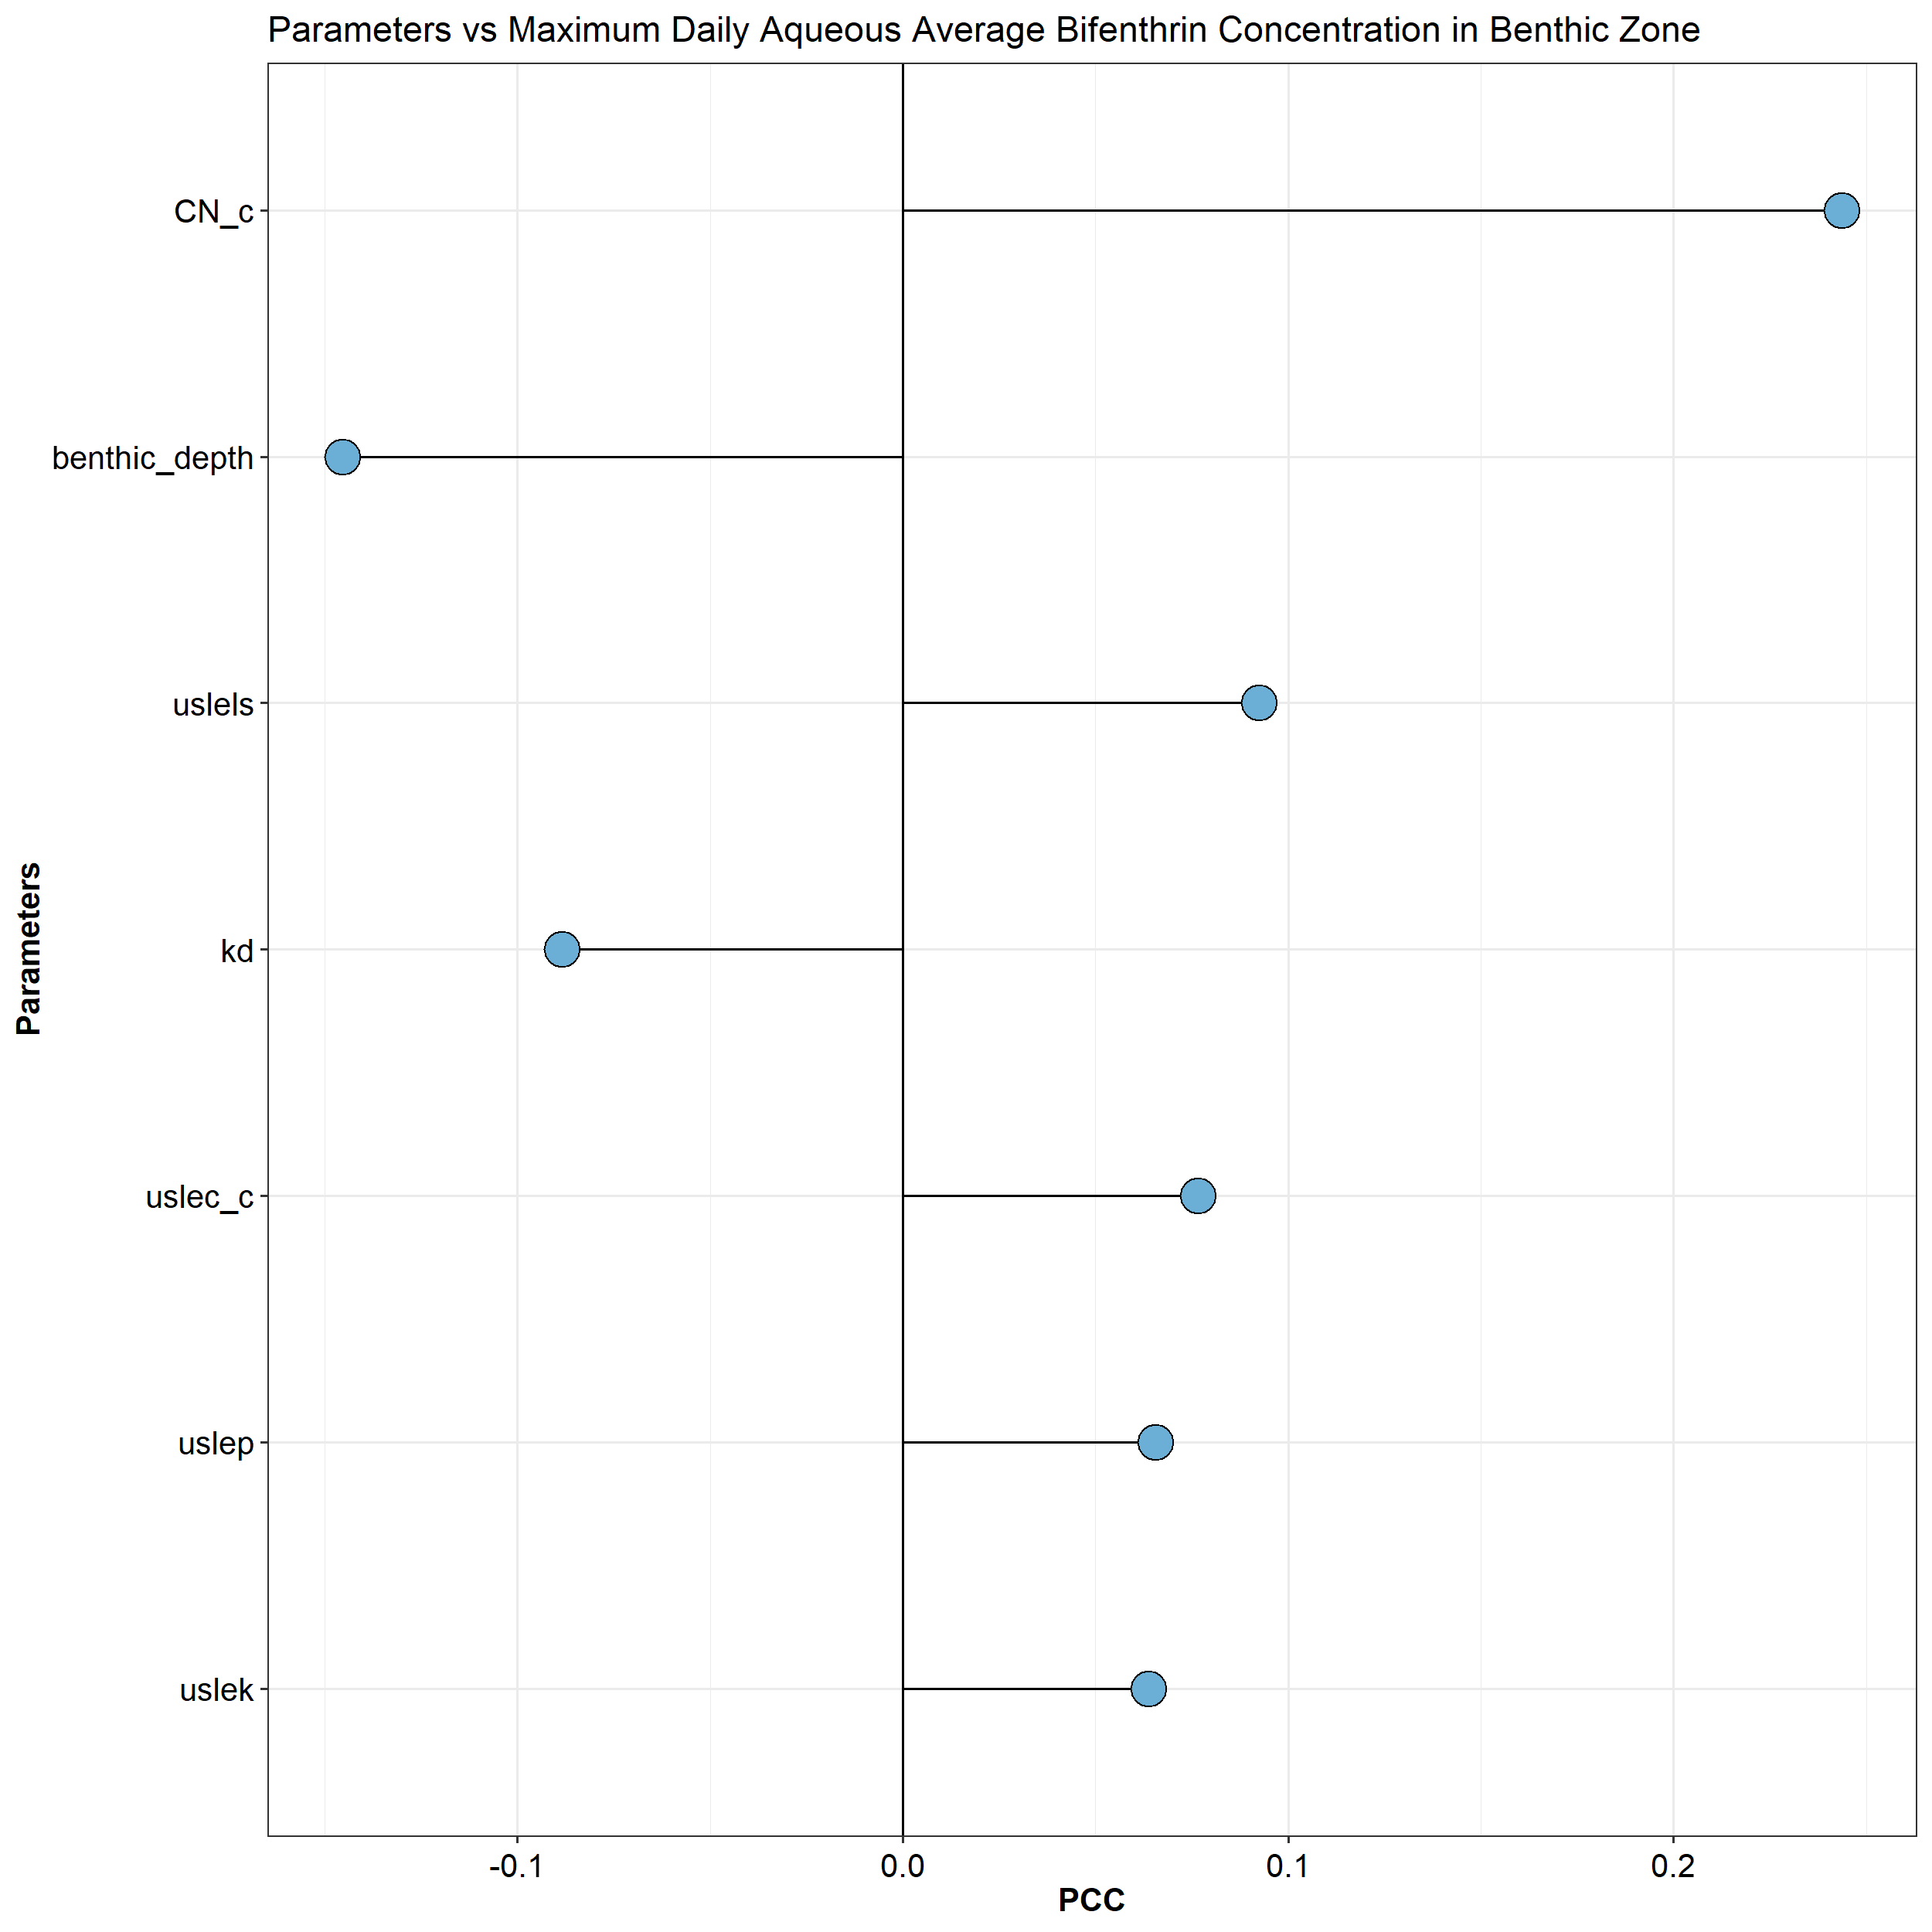 Parameters vs Maximum Daily Aqueous Average Bifenthrin Concentration in Benthic Zone
CN_c
benthic_depth
uslels
kd
uslec_c
uslep
uslek
Parameters
-0.1
0.0
0.1
0.2
PCC